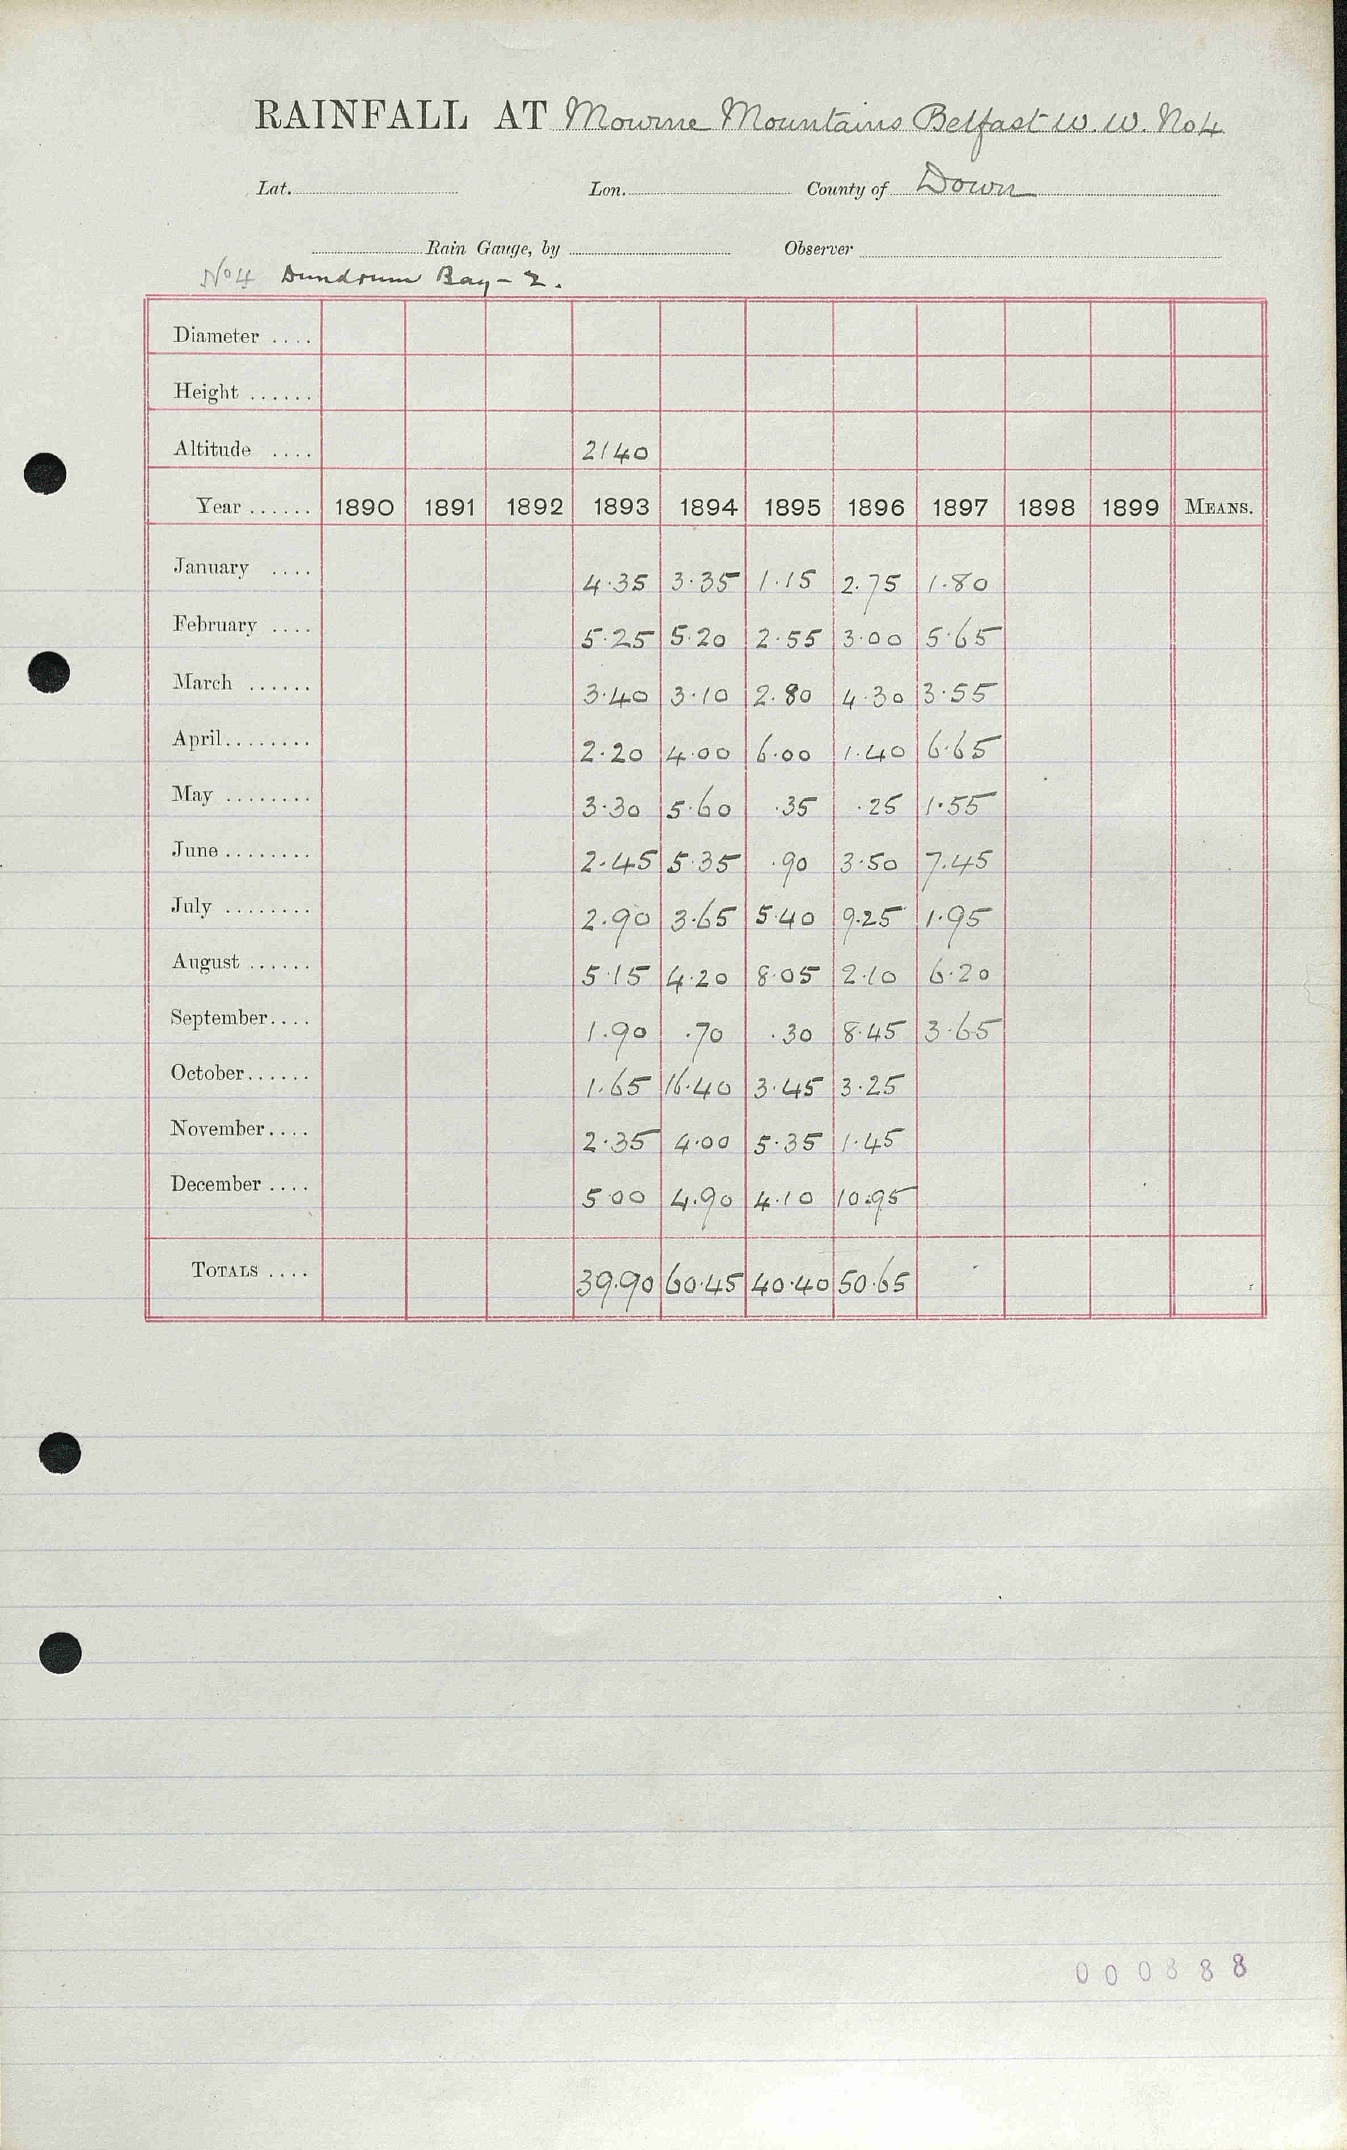 RAINFALL AT Mourne Mountains Belfast W.W. No 4
Lat. Lon. County of Down
Rain Gauge, by Observer
No 4 Dundrum Bay - 2.
Diameter ....
Height ......
Altitude .... 2140
Year ...... 1890 1891 1892 1893 1894 1895 1896 1897 1898 1899 MEANS.
January .... 4.35 3.35 1.15 2.75 1.80
February .... 5.25 5.20 2.55 3.00 5.65
March ...... 3.40 3.10 2.80 4.30 3.55
April ........ 2.20 4.00 6.00 1.40 6.65
May ........ 3.30 5.60 .35 .25 1.55
June ........ 2.45 5.35 .90 3.50 7.45
July ........ 2.90 3.65 5.40 9.25 1.95
August ...... 5.15 4.20 8.05 2.10 6.20
September .... 1.90 .70 .30 8.45 3.65
October ...... 1.65 16.40 3.45 3.25
November .... 2.35 4.00 5.35 1.45
December .... 5.00 4.90 4.10 10.95
TOTALS .... 39.90 60.45 40.40 50.65
000888